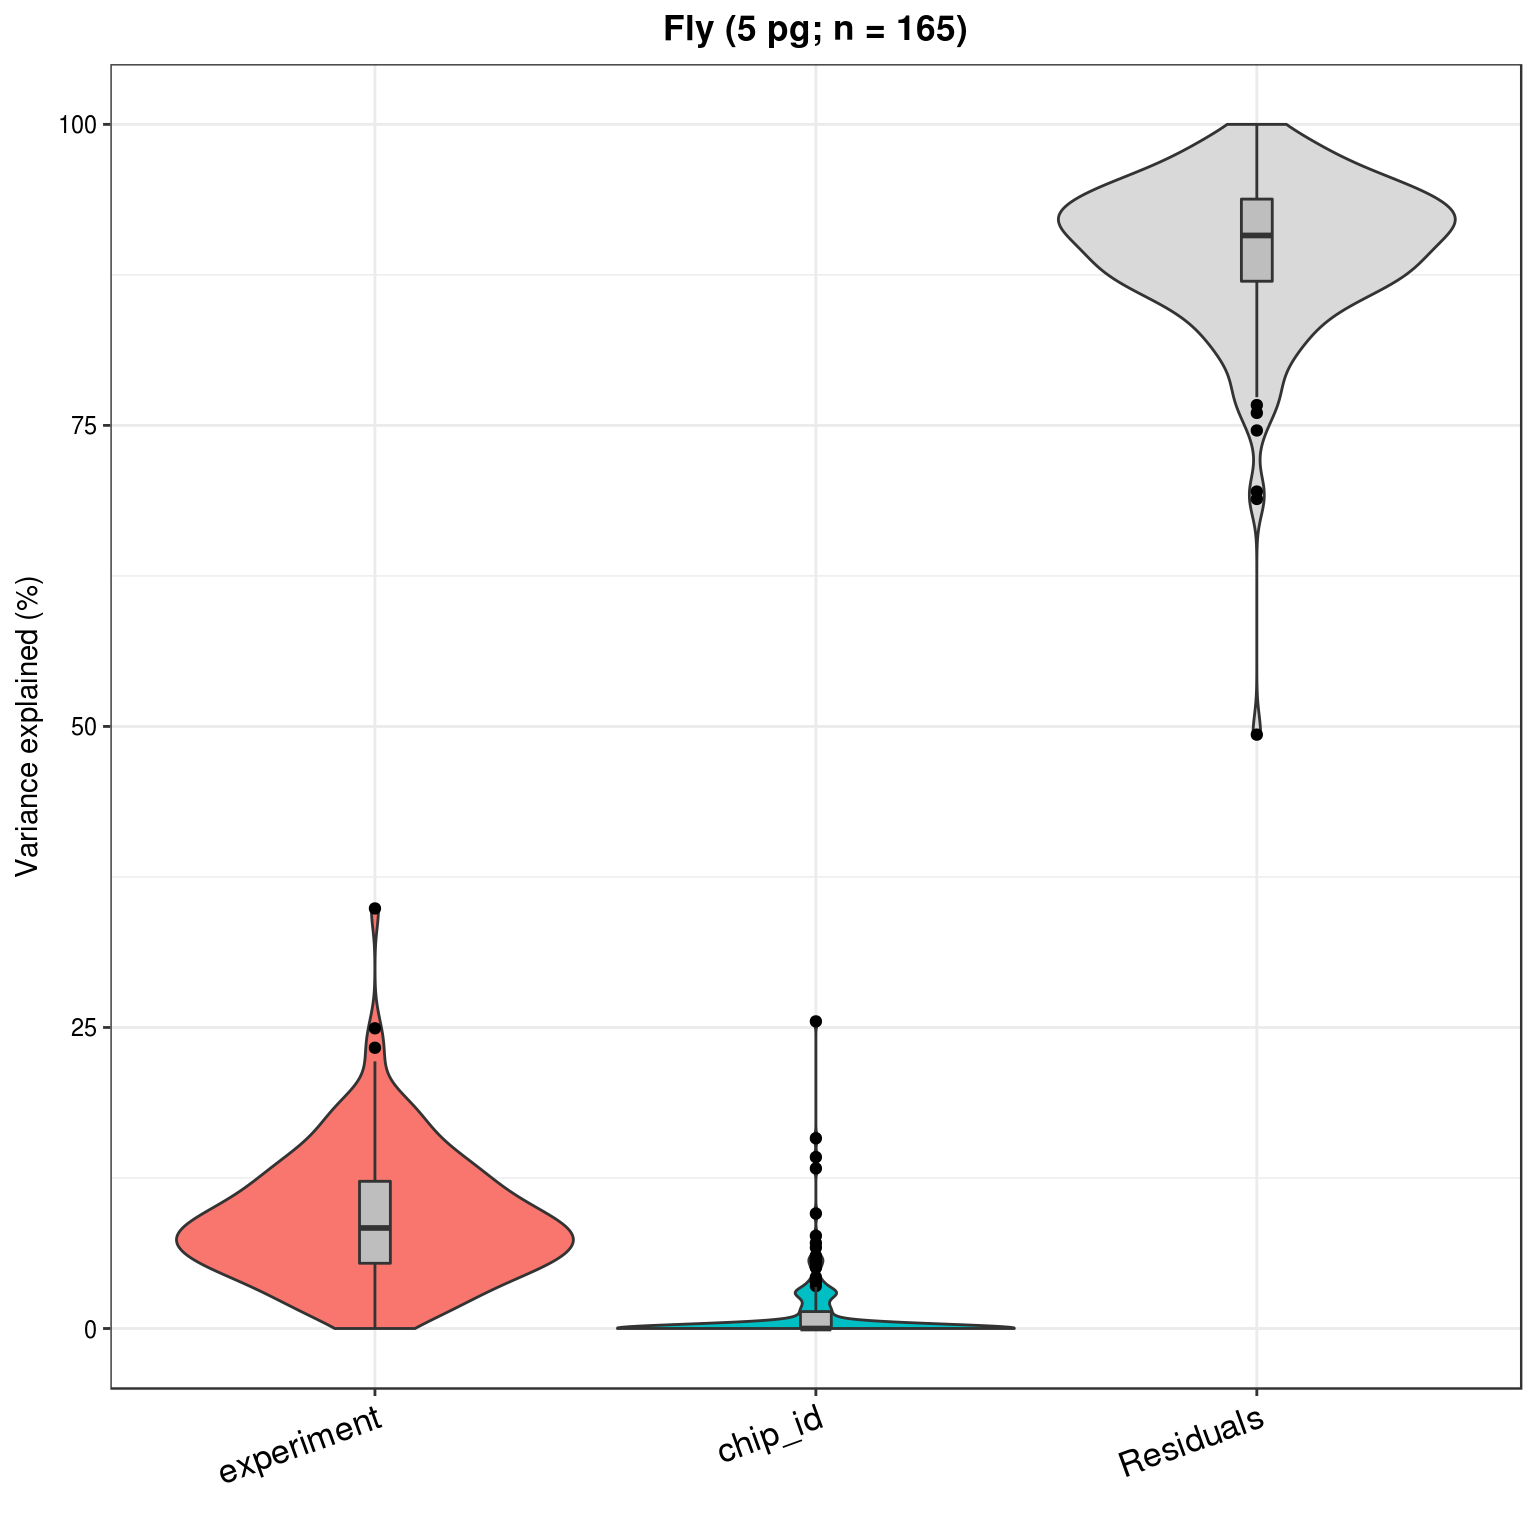 Fly (5 pg; n = 165)
Variance explained (%)
100
75
50
25
0
experiment
chip_id
Residuals